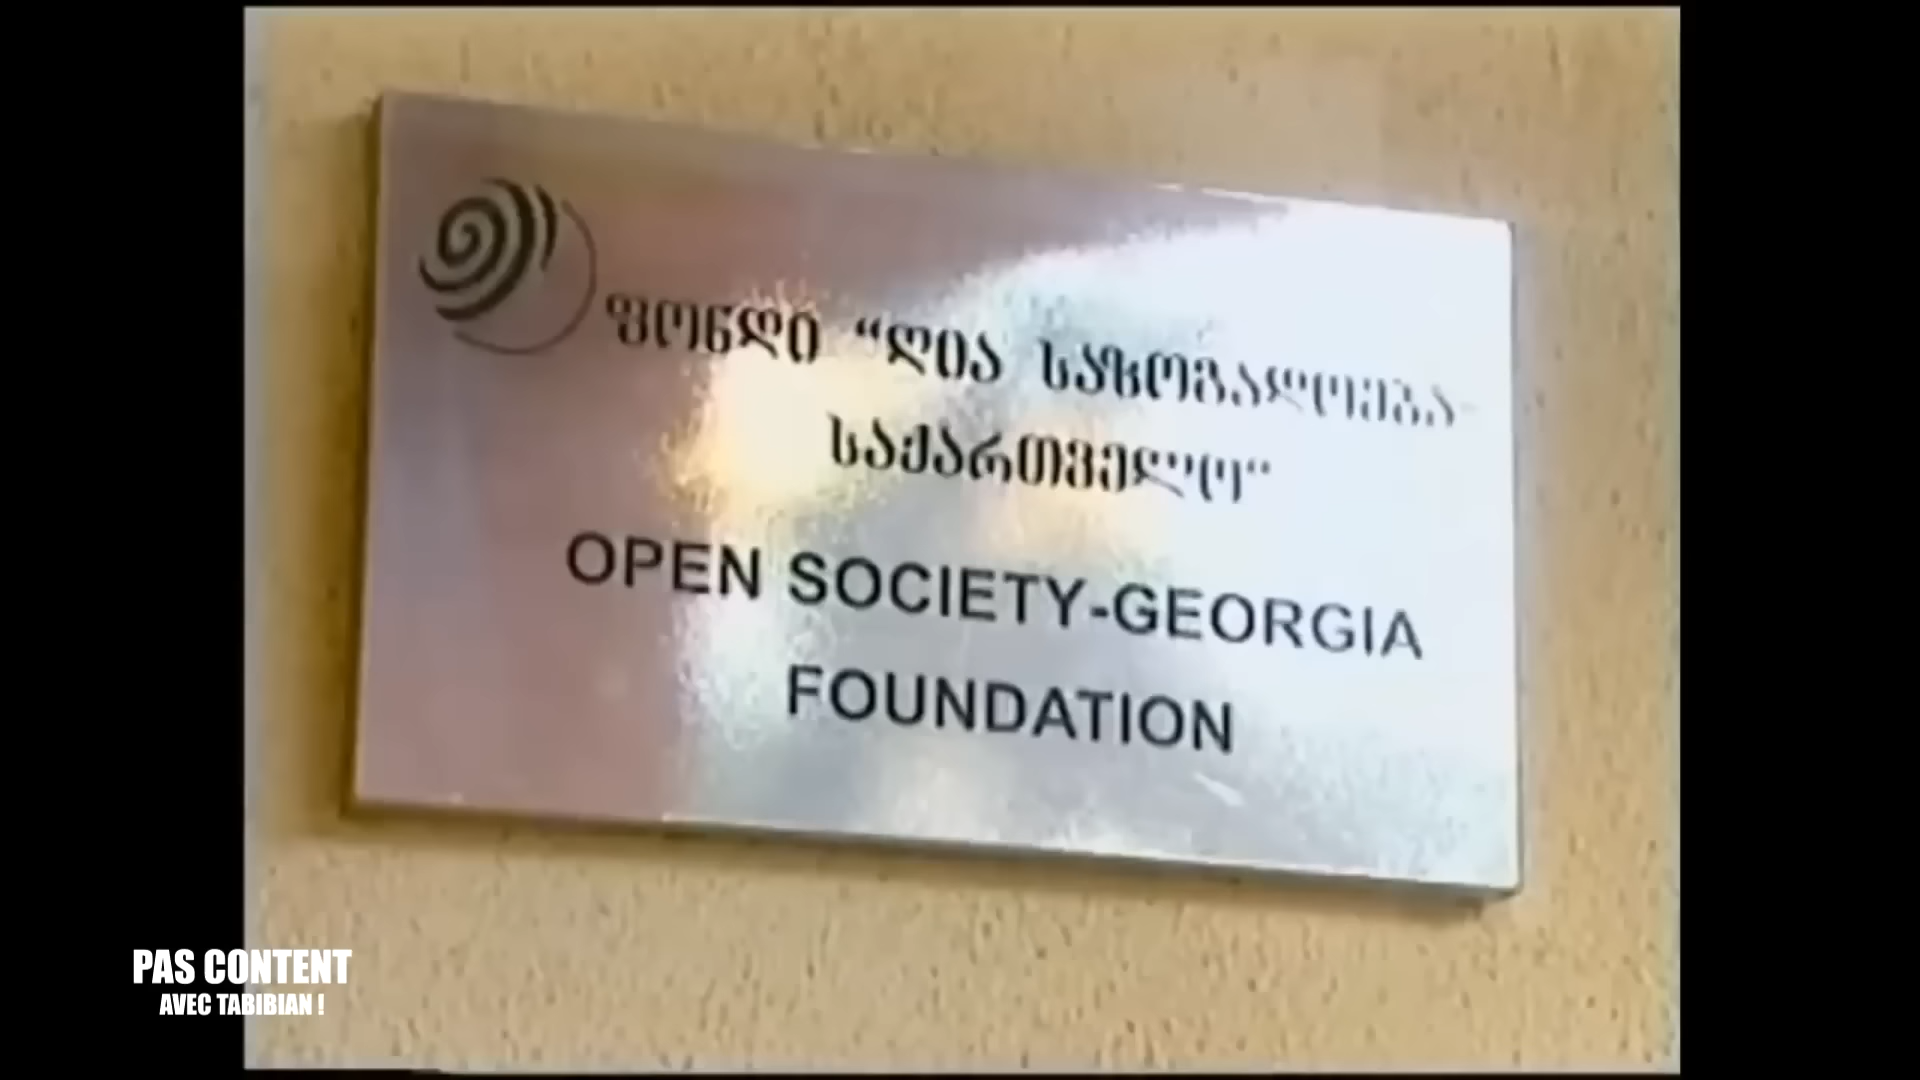 ფონდი “ღია საზოგადოება-
საქართველო“
OPEN SOCIETY-GEORGIA
FOUNDATION
PAS CONTENT
AVEC TABIBIAN !